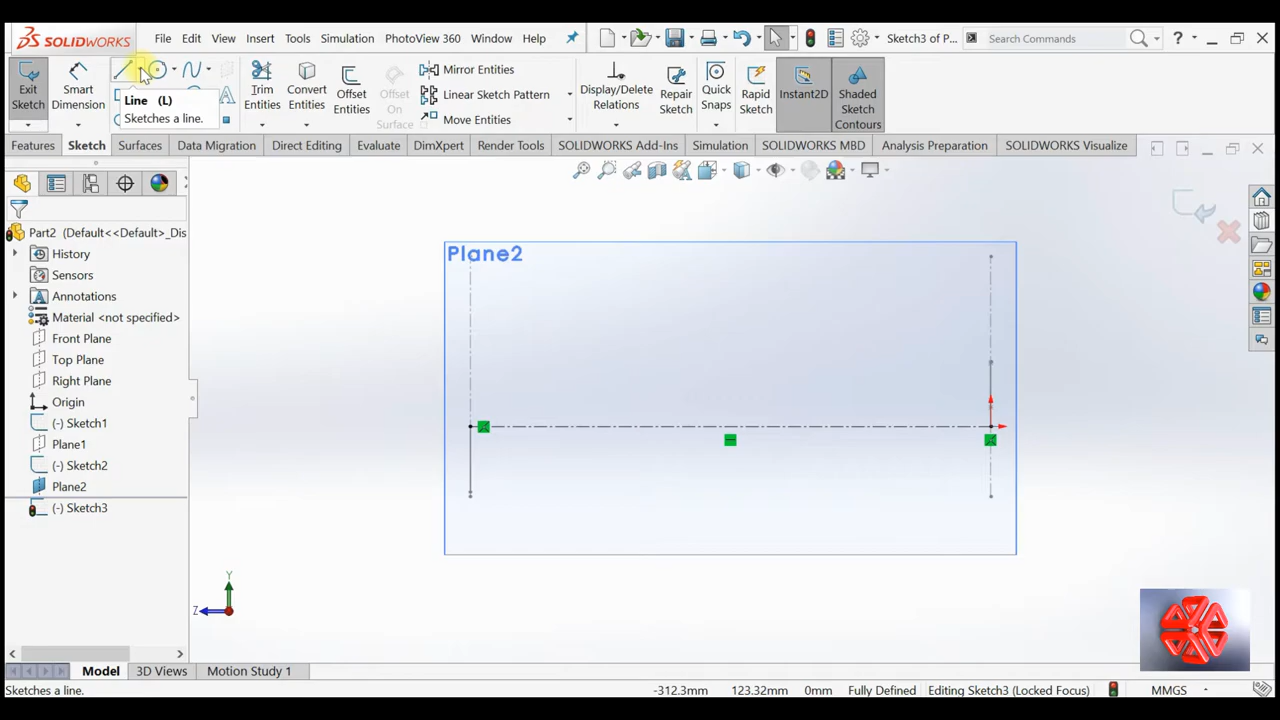 SOLIDWORKS File Edit View Insert Tools Simulation PhotoView 360 Window Help Sketch3 of P... Search Commands ?
Exit Sketch
Smart Dimension
Trim Entities
Convert Entities
Offset Entities
Offset On Surface
Mirror Entities
Linear Sketch Pattern
Move Entities
Display/Delete Relations
Repair Sketch
Quick Snaps
Rapid Sketch
Instant2D
Shaded Sketch Contours
Line (L)
Sketches a line.
Features Sketch Surfaces Data Migration Direct Editing Evaluate DimXpert Render Tools SOLIDWORKS Add-Ins Simulation SOLIDWORKS MBD Analysis Preparation SOLIDWORKS Visualize
Part2 (Default<<Default>_Dis
History
Sensors
Annotations
Material <not specified>
Front Plane
Top Plane
Right Plane
Origin
(-) Sketch1
Plane1
(-) Sketch2
Plane2
(-) Sketch3
Plane2
Y
Z
Model 3D Views Motion Study 1
Sketches a line. -312.3mm 123.32mm 0mm Fully Defined Editing Sketch3 (Locked Focus) MMGS